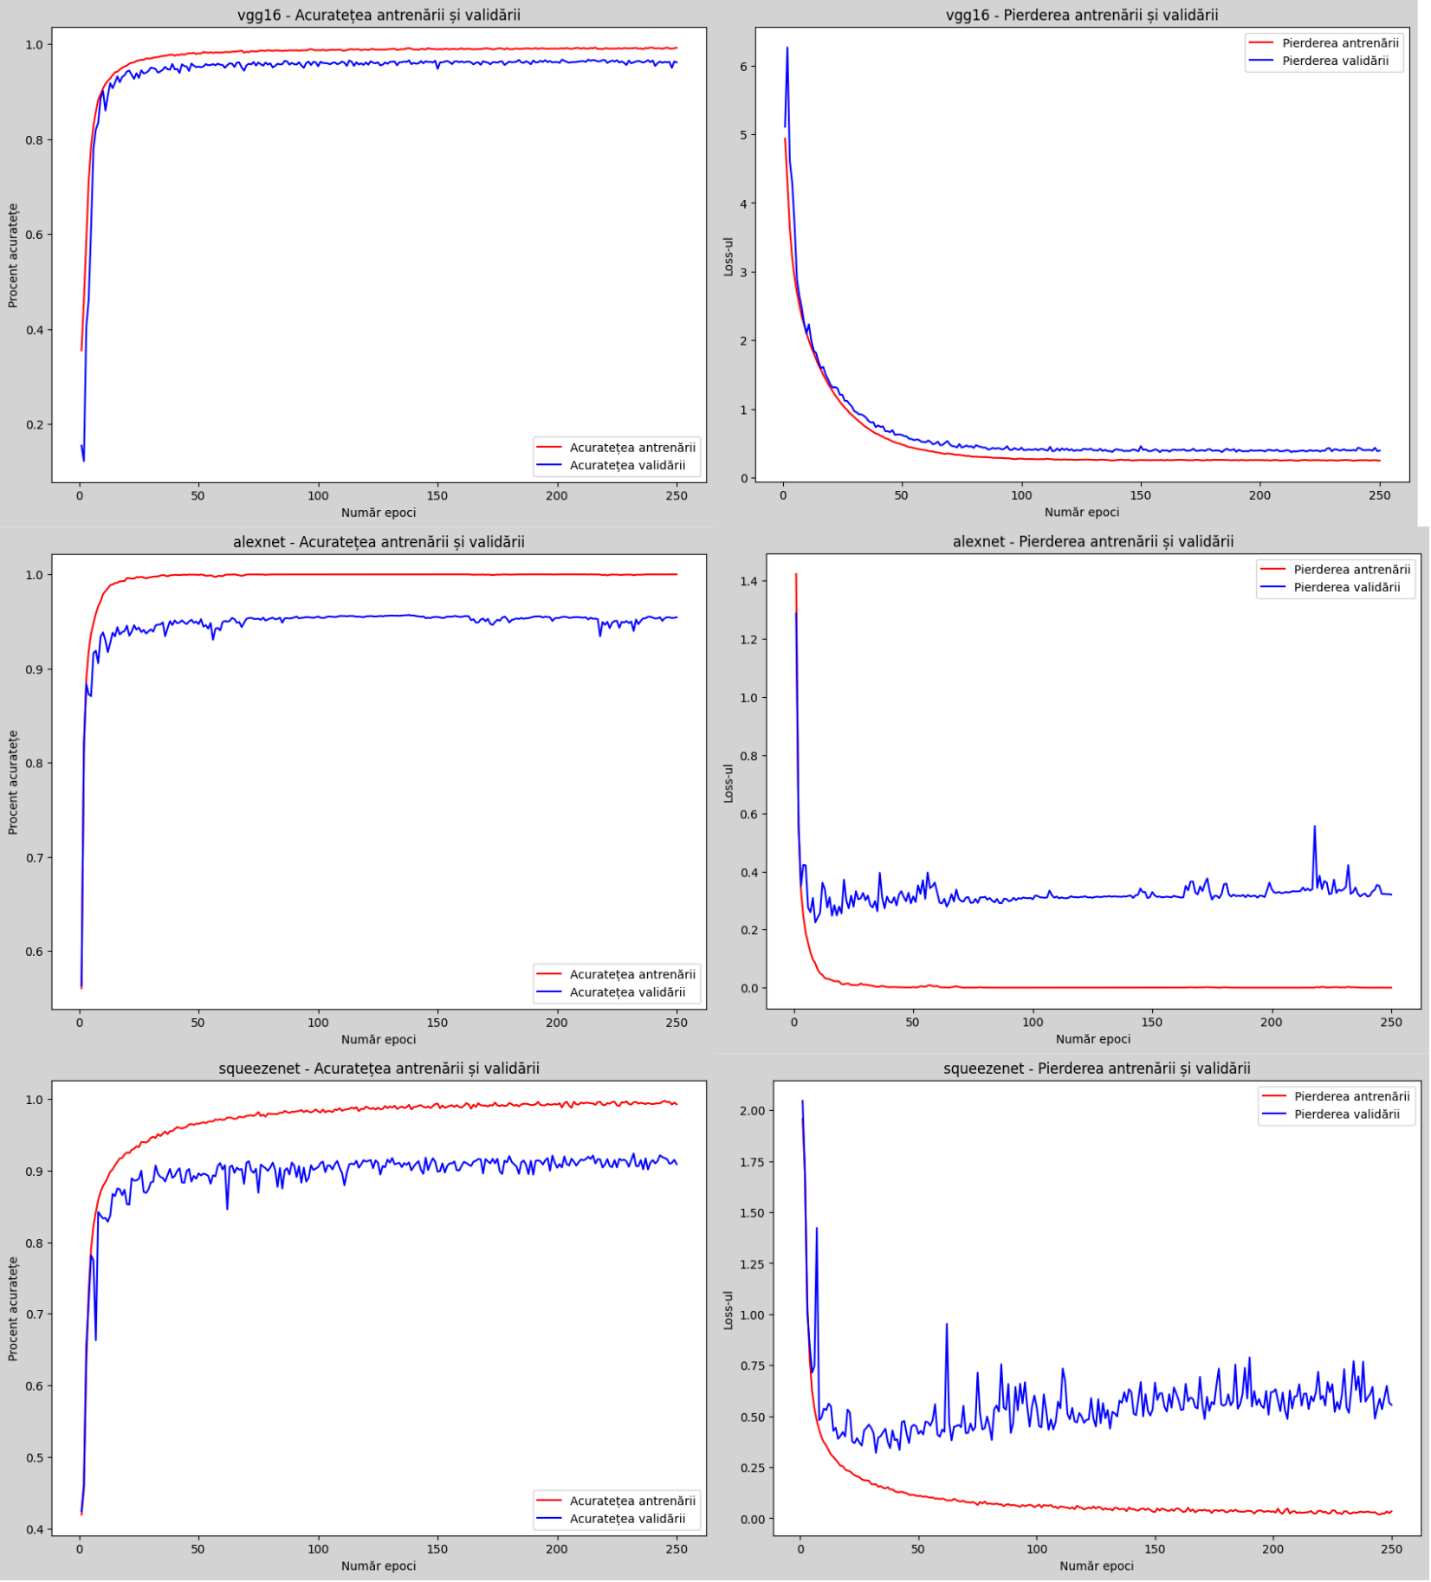 vgg16 - Acuratețea antrenării și validării
1.0
0.8
0.6
0.4
0.2
Procent acuratețe
Acuratețea antrenării
Acuratețea validării
0 50 100 150 200 250
Număr epoci
vgg16 - Pierderea antrenării și validării
Pierderea antrenării
Pierderea validării
6
5
4
3
2
1
0
Loss-ul
0 50 100 150 200 250
Număr epoci
alexnet - Acuratețea antrenării și validării
1.0
0.9
0.8
0.7
0.6
Procent acuratețe
Acuratețea antrenării
Acuratețea validării
0 50 100 150 200 250
Număr epoci
alexnet - Pierderea antrenării și validării
Pierderea antrenării
Pierderea validării
1.4
1.2
1.0
0.8
0.6
0.4
0.2
0.0
Loss-ul
0 50 100 150 200 250
Număr epoci
squeezenet - Acuratețea antrenării și validării
1.0
0.9
0.8
0.7
0.6
0.5
0.4
Procent acuratețe
Acuratețea antrenării
Acuratețea validării
0 50 100 150 200 250
Număr epoci
squeezenet - Pierderea antrenării și validării
Pierderea antrenării
Pierderea validării
2.00
1.75
1.50
1.25
1.00
0.75
0.50
0.25
0.00
Loss-ul
0 50 100 150 200 250
Număr epoci